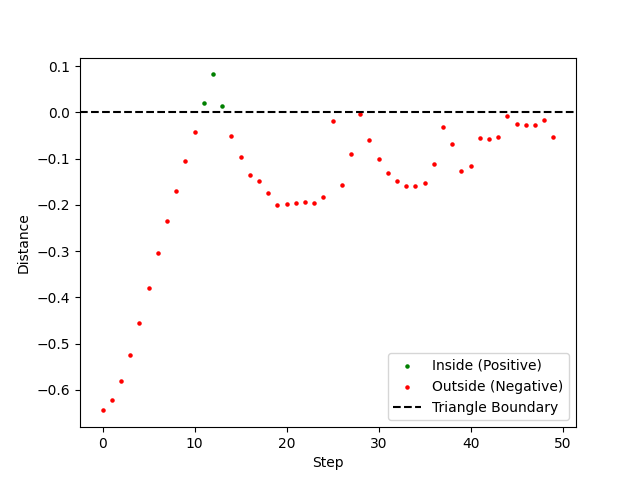 0.1
0.0
−0.1
−0.2
−0.3
−0.4
−0.5
−0.6
Distance
0 10 20 30 40 50
Step
Inside (Positive)
Outside (Negative)
Triangle Boundary